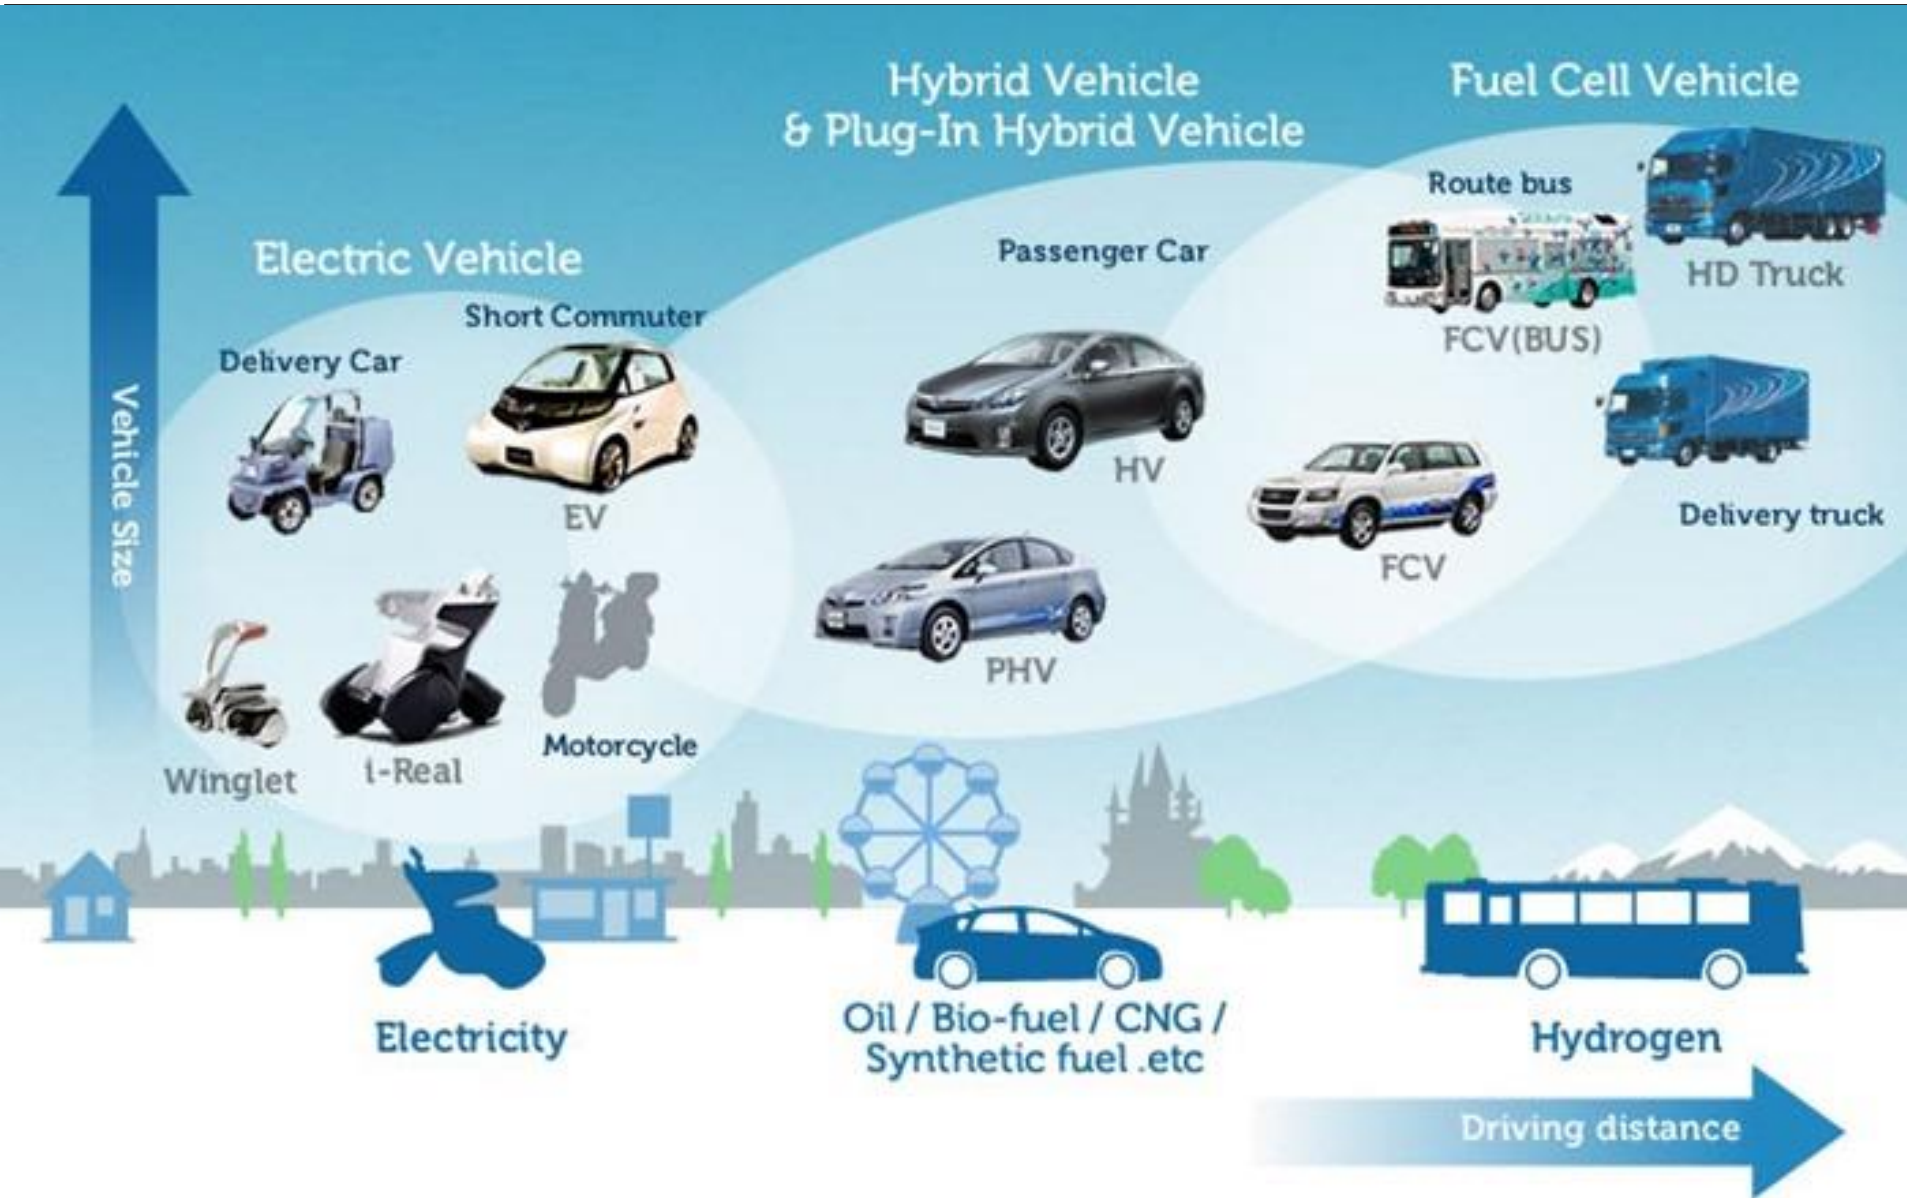 Hybrid Vehicle
& Plug-In Hybrid Vehicle
Fuel Cell Vehicle
Electric Vehicle
Route bus
HD Truck
Passenger Car
FCV(BUS)
Short Commuter
Delivery Car
Vehicle Size
EV
HV
FCV
Delivery truck
PHV
Winglet
i-Real
Motorcycle
Electricity
Oil / Bio-fuel / CNG /
Synthetic fuel .etc
Hydrogen
Driving distance